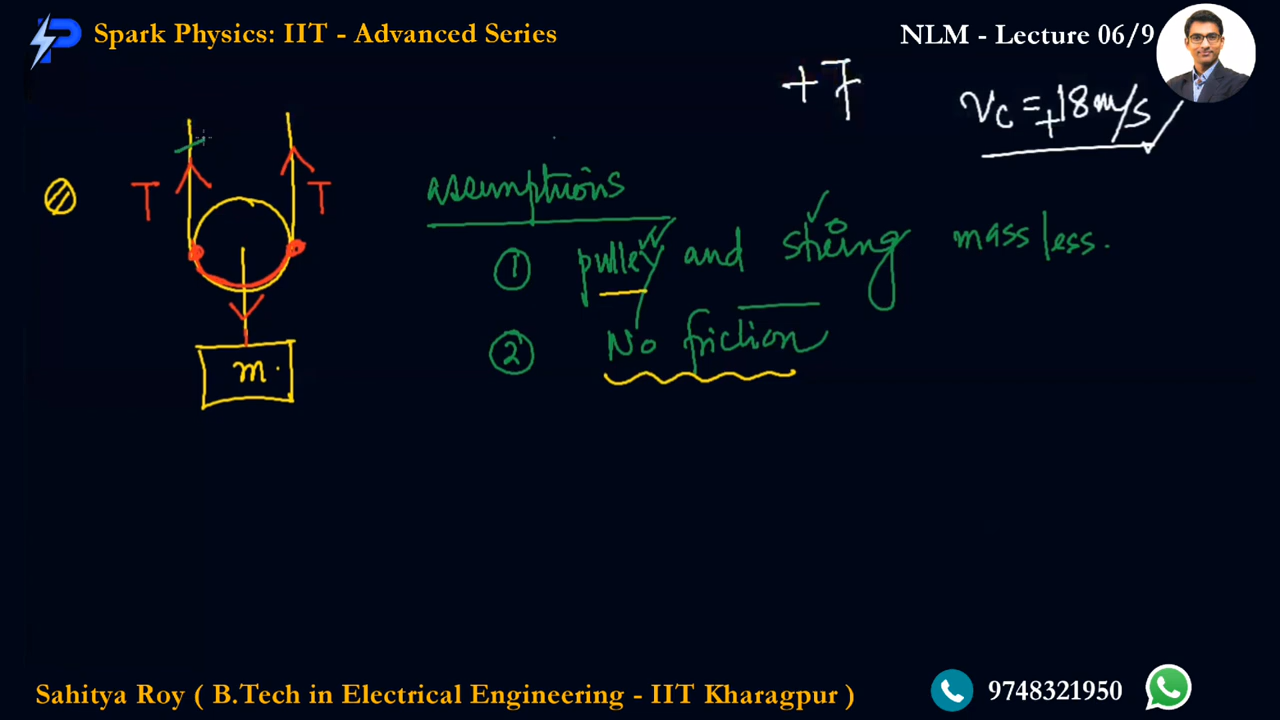 Spark Physics: IIT - Advanced Series
NLM - Lecture 06/9
+7
Vc = +18m/s
T
T
m.
assumptions
① pulley and string massless.
② No friction
Sahitya Roy ( B.Tech in Electrical Engineering - IIT Kharagpur )
9748321950